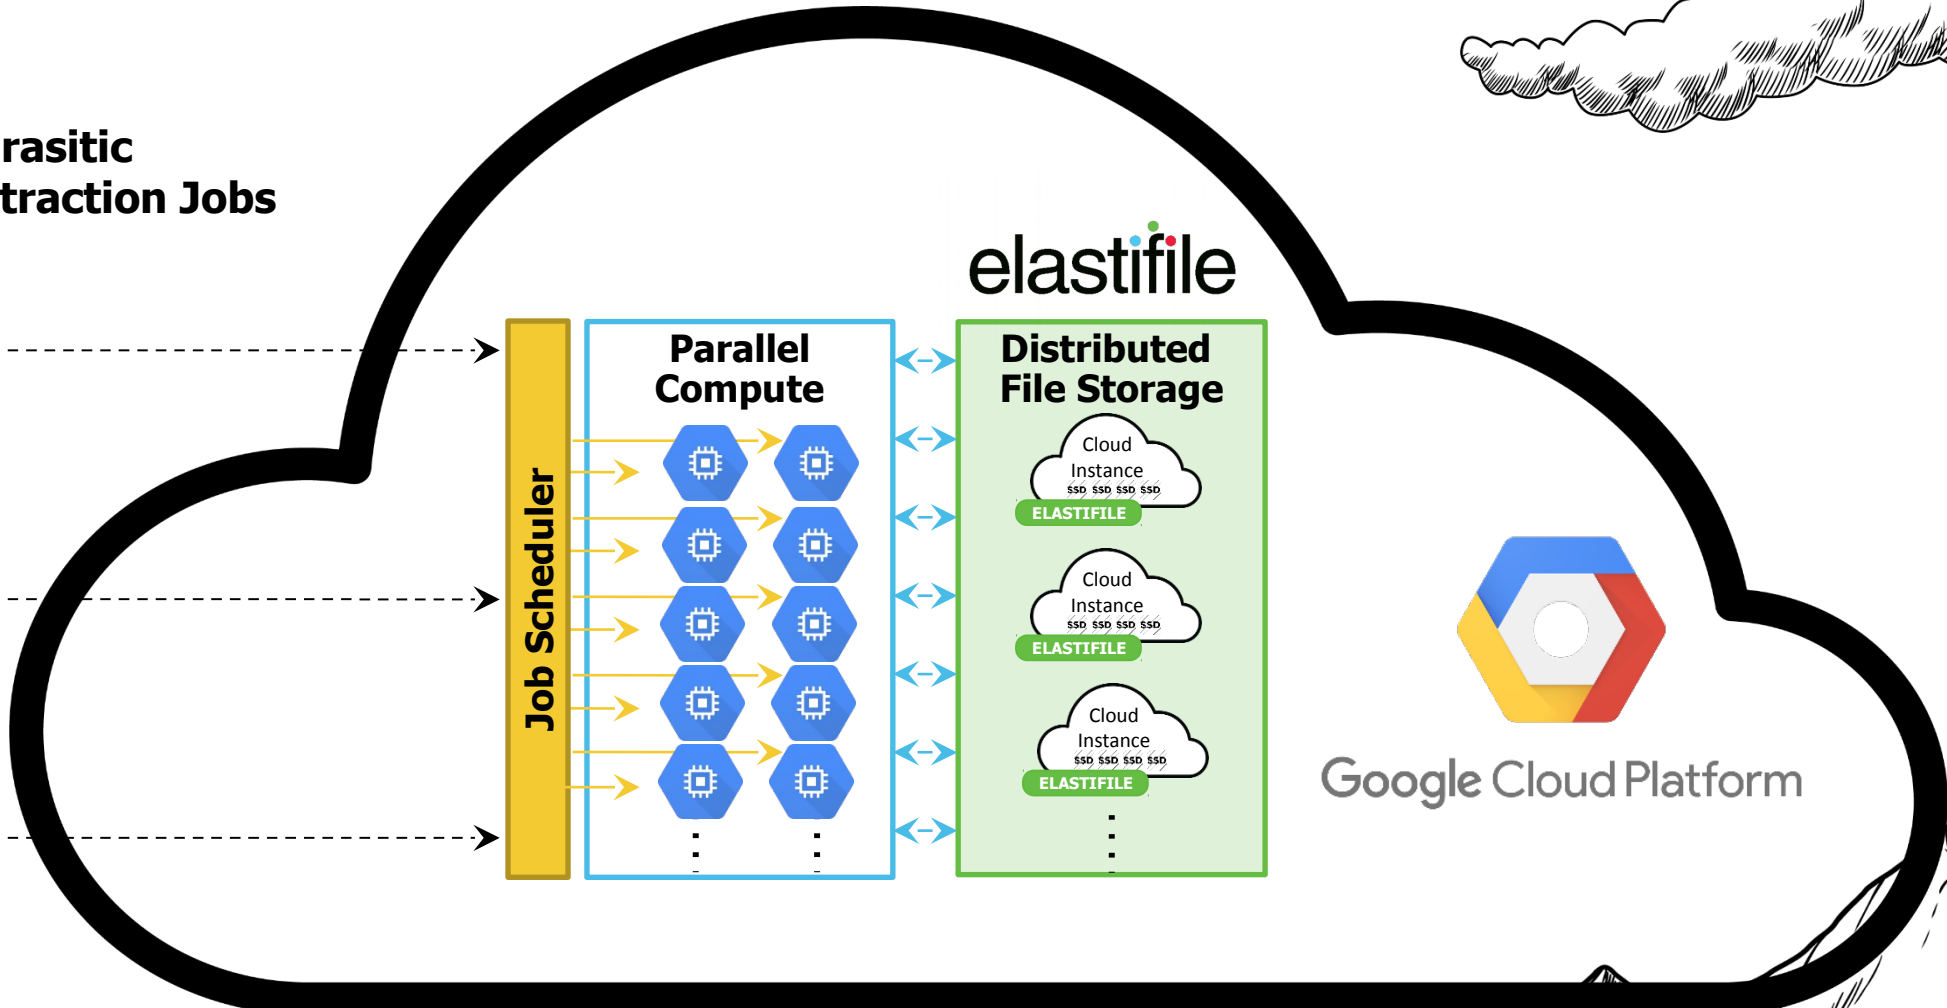 rasitic
traction Jobs
elastifile
Job Scheduler
Parallel
Compute
Distributed
File Storage
Cloud
Instance
SSD SSD SSD SSD
ELASTIFILE
Cloud
Instance
SSD SSD SSD SSD
ELASTIFILE
Cloud
Instance
SSD SSD SSD SSD
ELASTIFILE
Google Cloud Platform